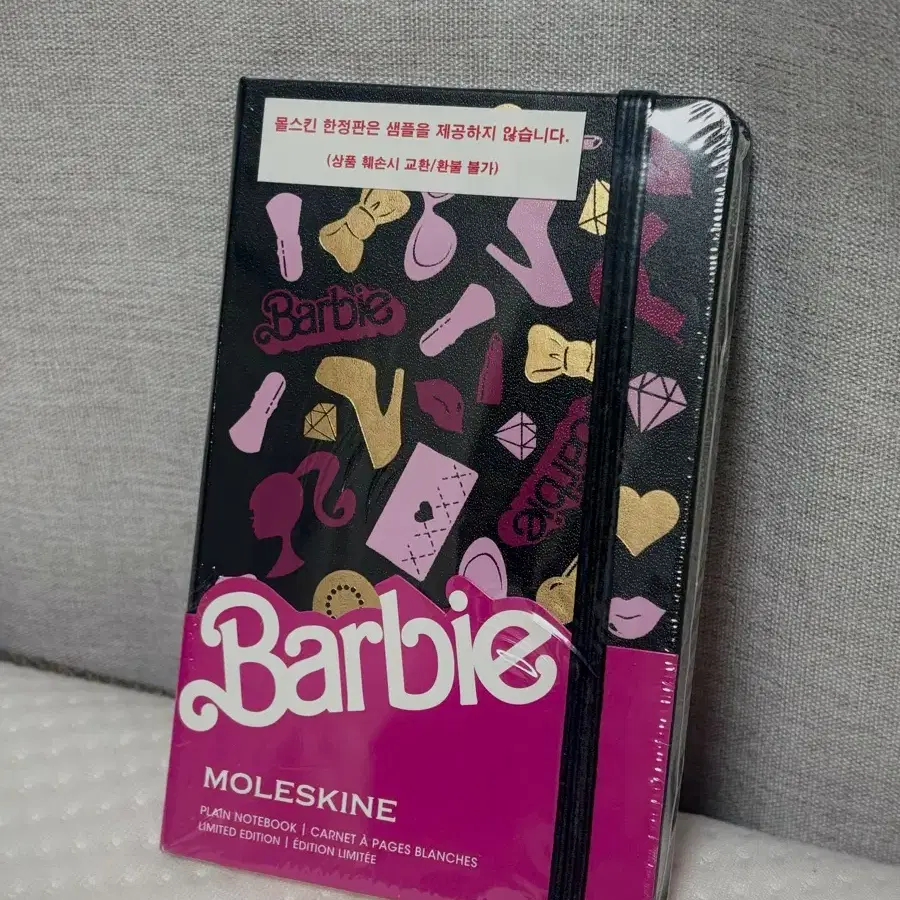 몰스킨 한정판은 샘플을 제공하지 않습니다.
(상품 훼손시 교환/환불 불가)
Barbie
Barbie
Barbie
MOLESKINE
PLAIN NOTEBOOK | CARNET À PAGES BLANCHES
LIMITED EDITION | ÉDITION LIMITÉE